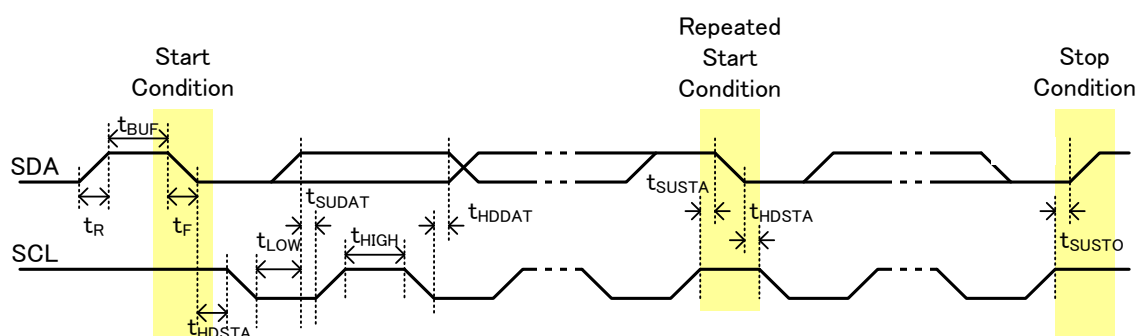 Start
Condition
Repeated
Start
Condition
Stop
Condition
tBUF
SDA
tR
tF
tSUDAT
tHDDAT
tSUSTA
tHDSTA
tSUSTO
SCL
tLOW
tHIGH
tHDSTA